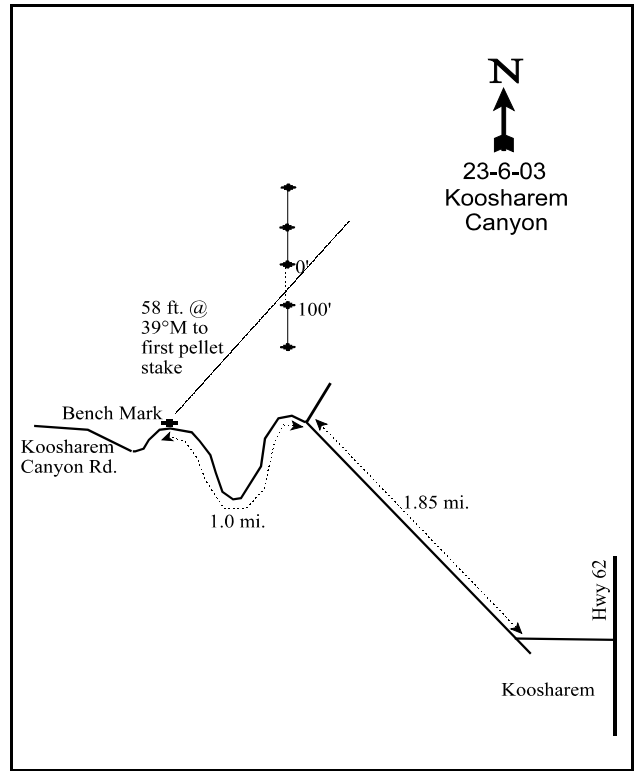 N
23-6-03
Koosharem
Canyon
0'
100'
58 ft. @
39°M to
first pellet
stake
Bench Mark
Koosharem
Canyon Rd.
1.0 mi.
1.85 mi.
Hwy 62
Koosharem